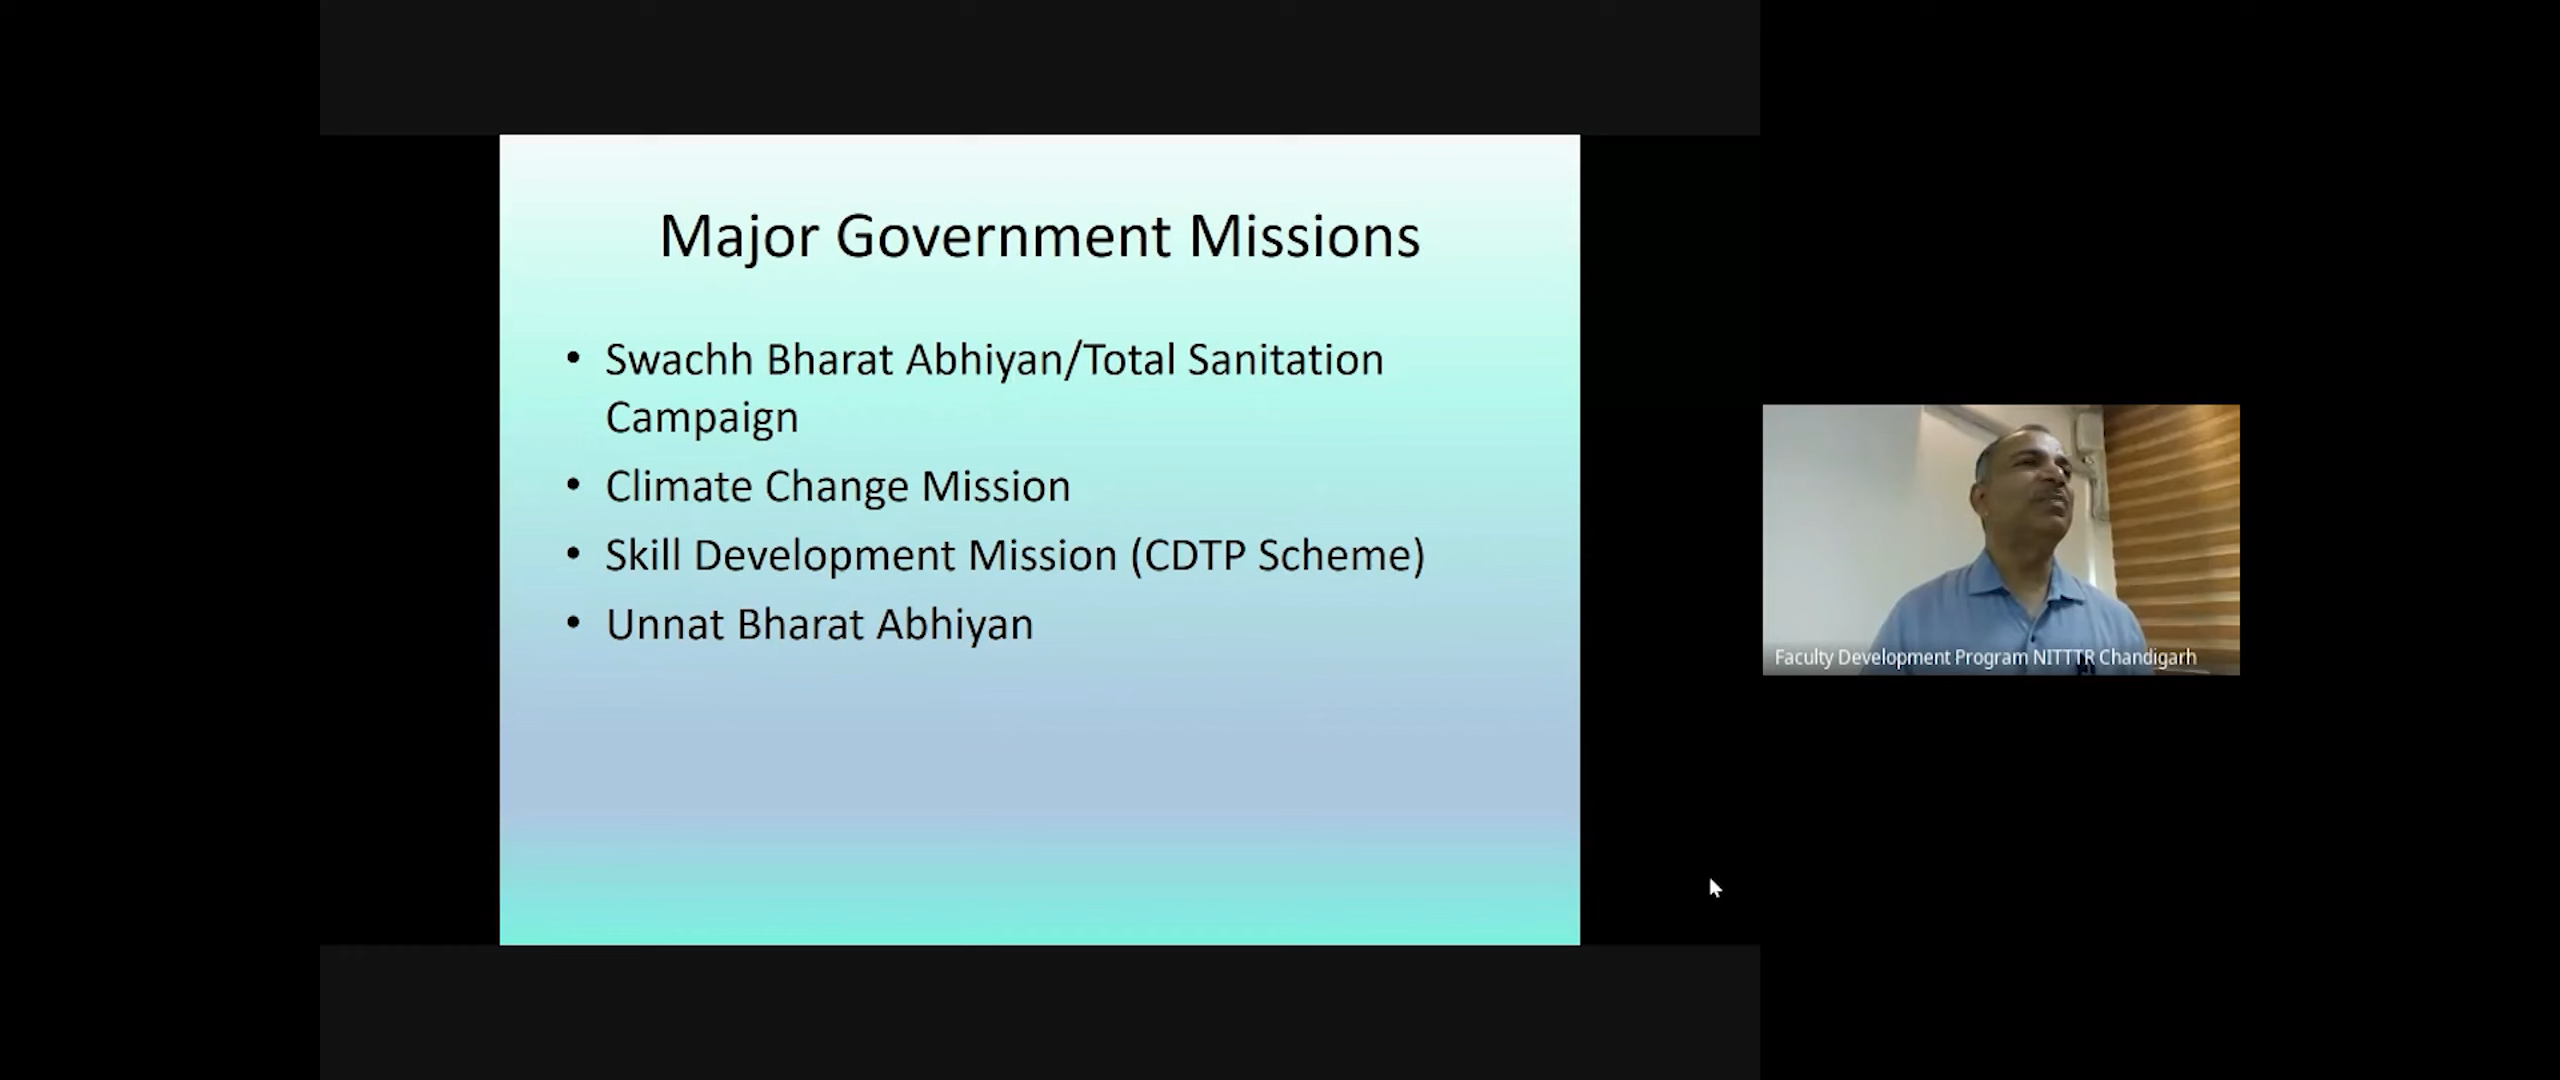 Major Government Missions
• Swachh Bharat Abhiyan/Total Sanitation
Campaign
• Climate Change Mission
• Skill Development Mission (CDTP Scheme)
• Unnat Bharat Abhiyan
Faculty Development Program NITTTR Chandigarh